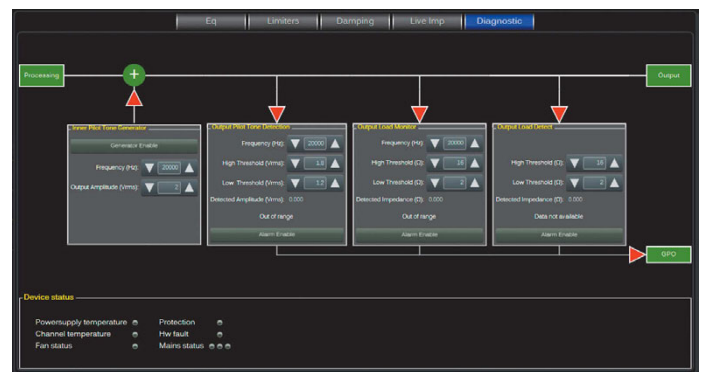 Eq Limiters Damping Live Imp Diagnostic
Processing
+
Output
Inner Pilot Tone Generator
Generator Enable
Frequency (Hz): 20000
Output Amplitude (Vrms): 2
Output Pilot Tone Detection
Frequency (Hz): 20000
High Threshold (Vrms): 1.8
Low Threshold (Vrms): 1.2
Detected Amplitude (Vrms): 0.000
Out of range
Alarm Enable
Output Load Monitor
Frequency (Hz): 20000
High Threshold (Ω): 16
Low Threshold (Ω): 2
Detected Impedance (Ω): 0.000
Out of range
Alarm Enable
Output Load Detect
High Threshold (Ω): 16
Low Threshold (Ω): 2
Detected Impedance (Ω): 0.000
Data not available
Alarm Enable
GPO
Device status
Powersupply temperature
Channel temperature
Fan status
Protection
Hw fault
Mains status